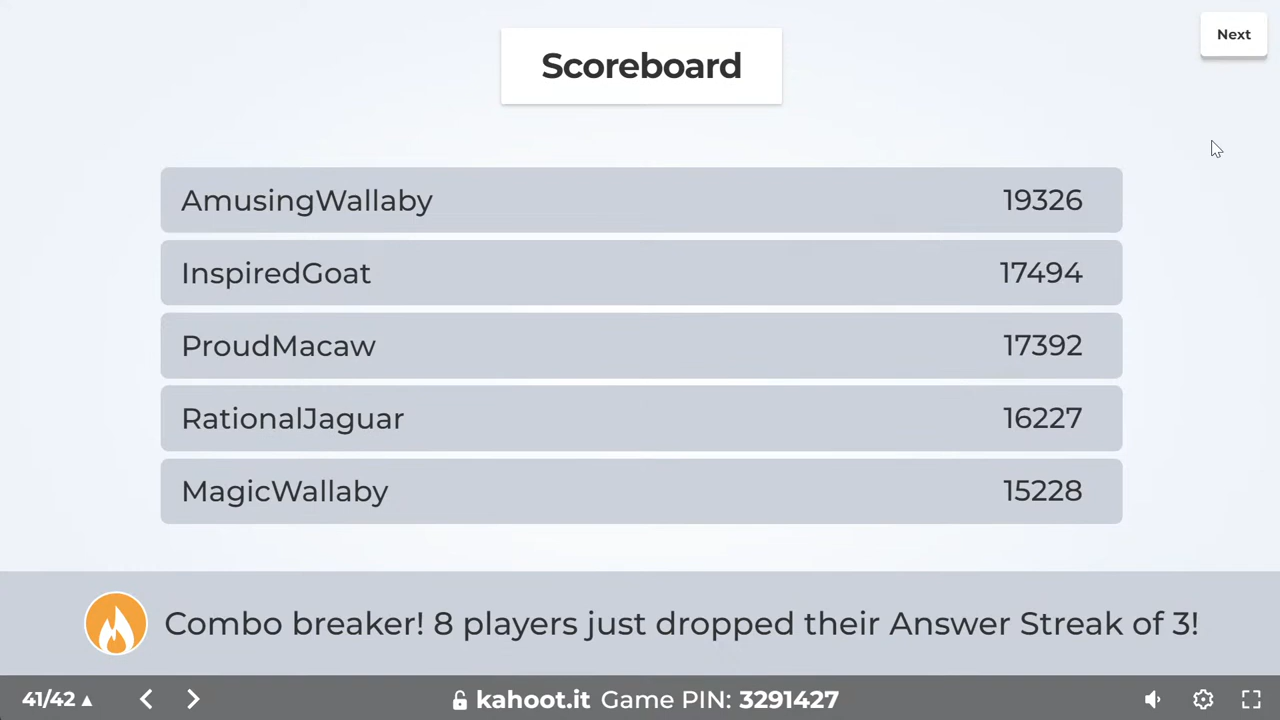 Next
Scoreboard
AmusingWallaby 19326
InspiredGoat 17494
ProudMacaw 17392
RationalJaguar 16227
MagicWallaby 15228
Combo breaker! 8 players just dropped their Answer Streak of 3!
41/42 kahoot.it Game PIN: 3291427